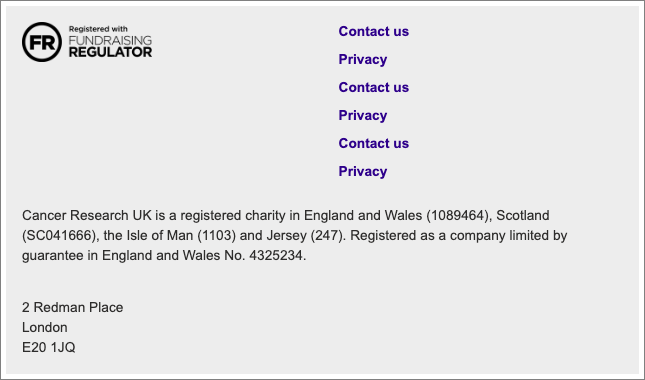 FR
Registered with
FUNDRAISING
REGULATOR
Contact us
Privacy
Contact us
Privacy
Contact us
Privacy
Cancer Research UK is a registered charity in England and Wales (1089464), Scotland
(SC041666), the Isle of Man (1103) and Jersey (247). Registered as a company limited by
guarantee in England and Wales No. 4325234.
2 Redman Place
London
E20 1JQ